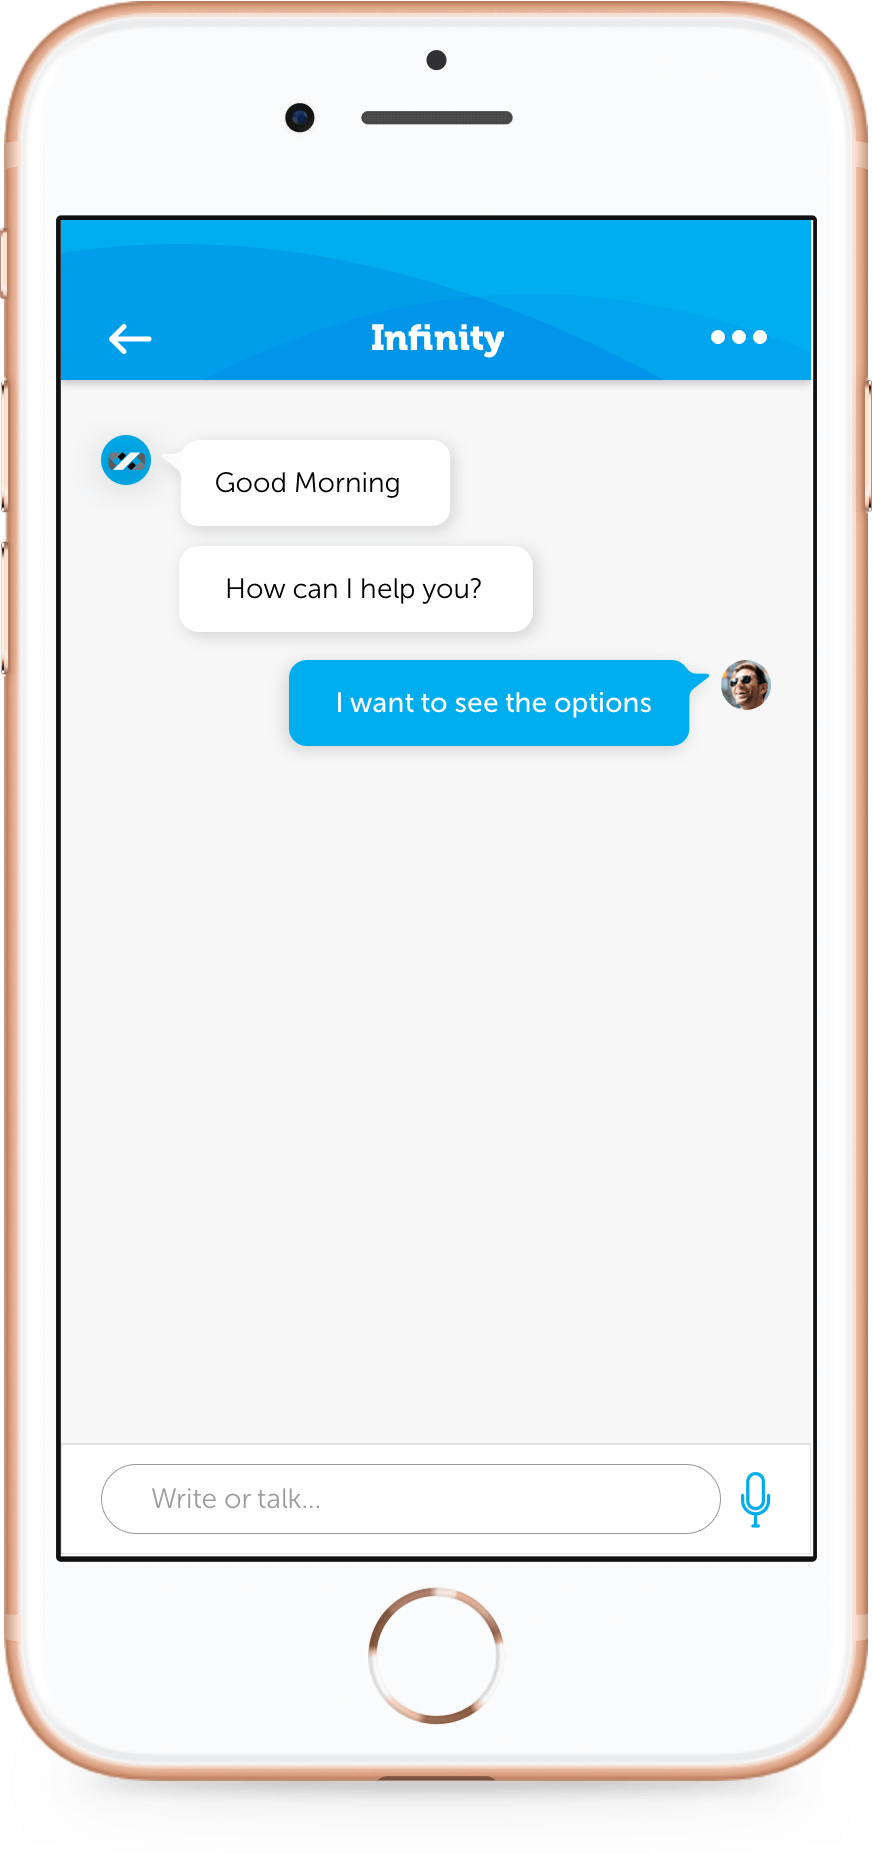 Infinity
Good Morning
How can I help you?
I want to see the options
Write or talk...